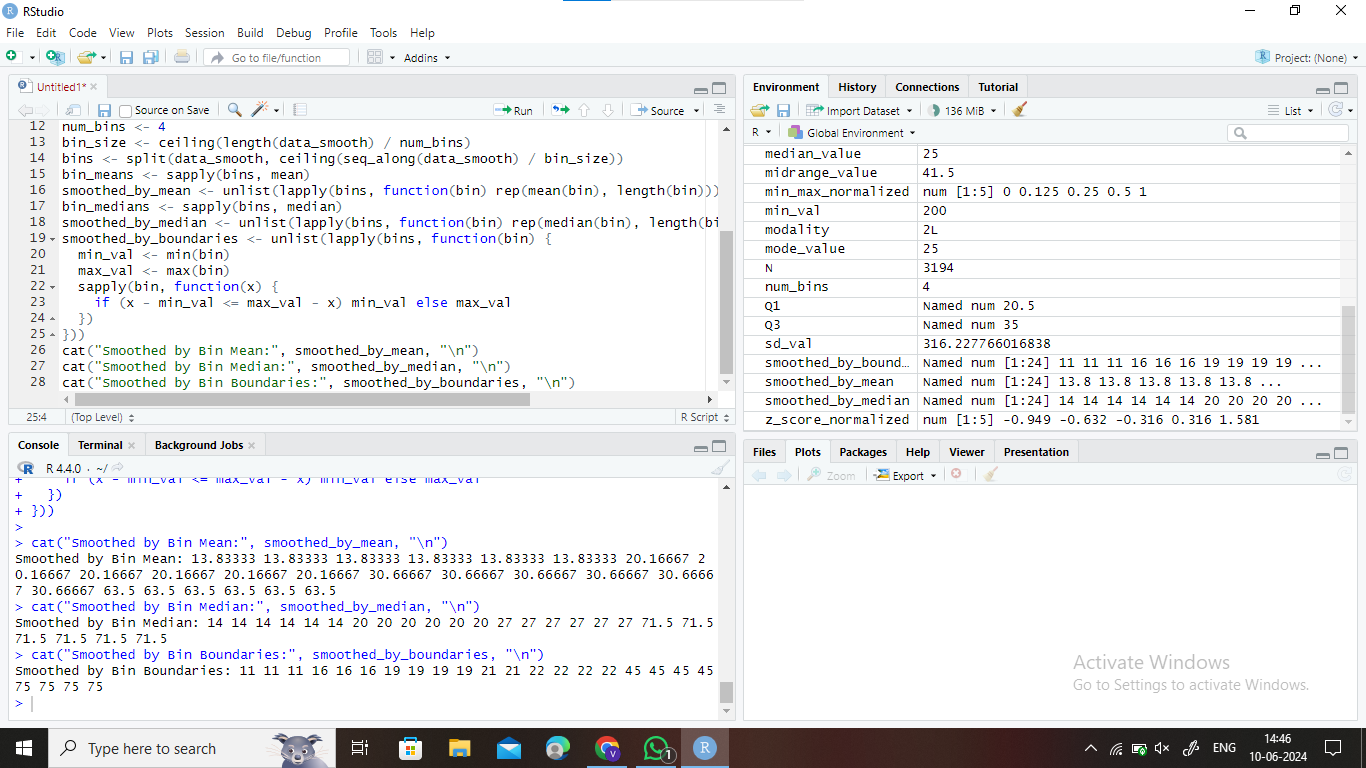 RStudio
File Edit Code View Plots Session Build Debug Profile Tools Help
Go to file/function Addins Project: (None)
Untitled1*
Source on Save Run Source
12 num_bins <- 4
13 bin_size <- ceiling(length(data_smooth) / num_bins)
14 bins <- split(data_smooth, ceiling(seq_along(data_smooth) / bin_size))
15 bin_means <- sapply(bins, mean)
16 smoothed_by_mean <- unlist(lapply(bins, function(bin) rep(mean(bin), length(bin)))
17 bin_medians <- sapply(bins, median)
18 smoothed_by_median <- unlist(lapply(bins, function(bin) rep(median(bin), length(bi
19 smoothed_by_boundaries <- unlist(lapply(bins, function(bin) {
20 min_val <- min(bin)
21 max_val <- max(bin)
22 sapply(bin, function(x) {
23 if (x - min_val <= max_val - x) min_val else max_val
24 })
25 }))
26 cat("Smoothed by Bin Mean:", smoothed_by_mean, "\n")
27 cat("Smoothed by Bin Median:", smoothed_by_median, "\n")
28 cat("Smoothed by Bin Boundaries:", smoothed_by_boundaries, "\n")
25:4 (Top Level) R Script
Console Terminal Background Jobs
R 4.4.0 · ~/
+ if (x - min_val <= max_val - x) min_val else max_val
+ })
+ }))
>
> cat("Smoothed by Bin Mean:", smoothed_by_mean, "\n")
Smoothed by Bin Mean: 13.83333 13.83333 13.83333 13.83333 13.83333 13.83333 20.16667 2
0.16667 20.16667 20.16667 20.16667 20.16667 30.66667 30.66667 30.66667 30.66667 30.6666
7 30.66667 63.5 63.5 63.5 63.5 63.5 63.5
> cat("Smoothed by Bin Median:", smoothed_by_median, "\n")
Smoothed by Bin Median: 14 14 14 14 14 14 20 20 20 20 20 20 27 27 27 27 27 27 71.5 71.5
71.5 71.5 71.5 71.5
> cat("Smoothed by Bin Boundaries:", smoothed_by_boundaries, "\n")
Smoothed by Bin Boundaries: 11 11 11 16 16 16 19 19 19 19 21 21 22 22 22 22 45 45 45 45
75 75 75 75
>
Environment History Connections Tutorial
Import Dataset 136 MiB List
R Global Environment
median_value 25
midrange_value 41.5
min_max_normalized num [1:5] 0 0.125 0.25 0.5 1
min_val 200
modality 2L
mode_value 25
N 3194
num_bins 4
Q1 Named num 20.5
Q3 Named num 35
sd_val 316.227766016838
smoothed_by_bound… Named num [1:24] 11 11 11 16 16 16 19 19 19 19 ...
smoothed_by_mean Named num [1:24] 13.8 13.8 13.8 13.8 13.8 ...
smoothed_by_median Named num [1:24] 14 14 14 14 14 14 20 20 20 20 ...
z_score_normalized num [1:5] -0.949 -0.632 -0.316 0.316 1.581
Files Plots Packages Help Viewer Presentation
Zoom Export
Activate Windows
Go to Settings to activate Windows.
Type here to search
V
1
R
ENG
14:46
10-06-2024